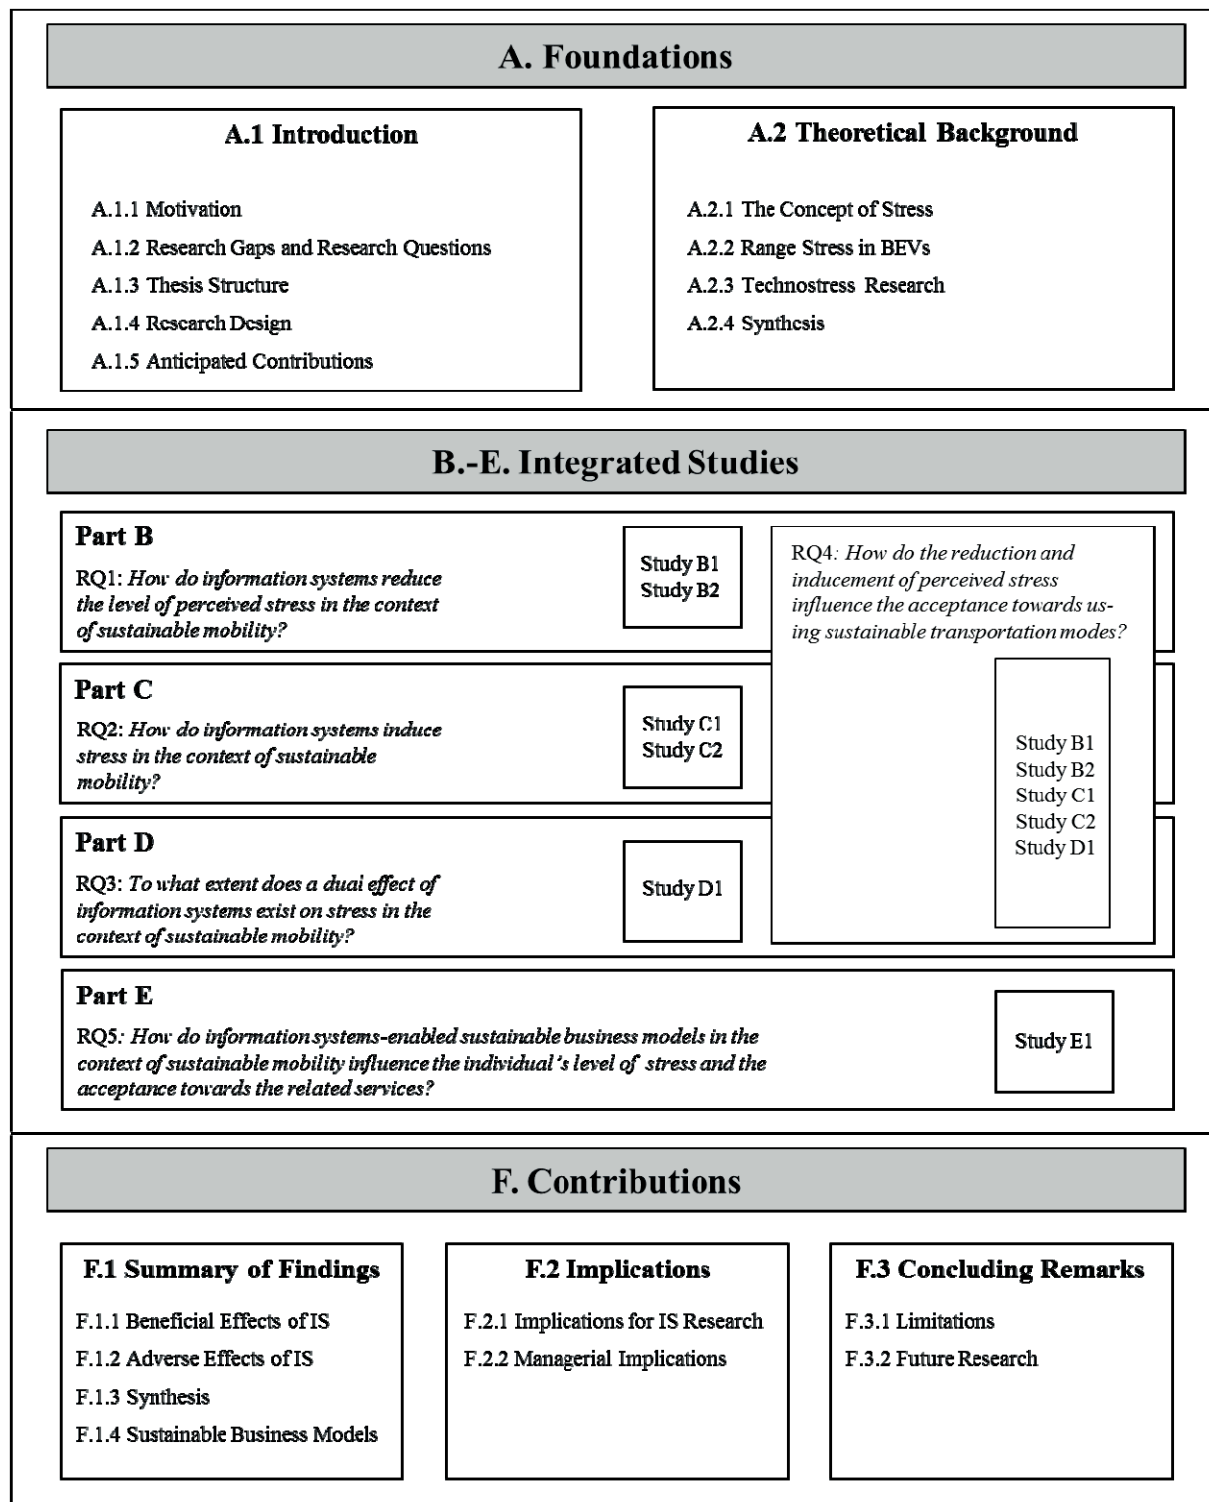 A. Foundations
A.1 Introduction
A.1.1 Motivation
A.1.2 Research Gaps and Research Questions
A.1.3 Thesis Structure
A.1.4 Research Design
A.1.5 Anticipated Contributions
A.2 Theoretical Background
A.2.1 The Concept of Stress
A.2.2 Range Stress in BEVs
A.2.3 Technostress Research
A.2.4 Synthesis
B.-E. Integrated Studies
Part B
RQ1: How do information systems reduce
the level of perceived stress in the context
of sustainable mobility?
Study B1
Study B2
RQ4: How do the reduction and
inducement of perceived stress
influence the acceptance towards us-
ing sustainable transportation modes?
Study B1
Study B2
Study C1
Study C2
Study D1
Part C
RQ2: How do information systems induce
stress in the context of sustainable
mobility?
Study C1
Study C2
Part D
RQ3: To what extent does a dual effect of
information systems exist on stress in the
context of sustainable mobility?
Study D1
Part E
RQ5: How do information systems-enabled sustainable business models in the
context of sustainable mobility influence the individual's level of stress and the
acceptance towards the related services?
Study E1
F. Contributions
F.1 Summary of Findings
F.1.1 Beneficial Effects of IS
F.1.2 Adverse Effects of IS
F.1.3 Synthesis
F.1.4 Sustainable Business Models
F.2 Implications
F.2.1 Implications for IS Research
F.2.2 Managerial Implications
F.3 Concluding Remarks
F.3.1 Limitations
F.3.2 Future Research